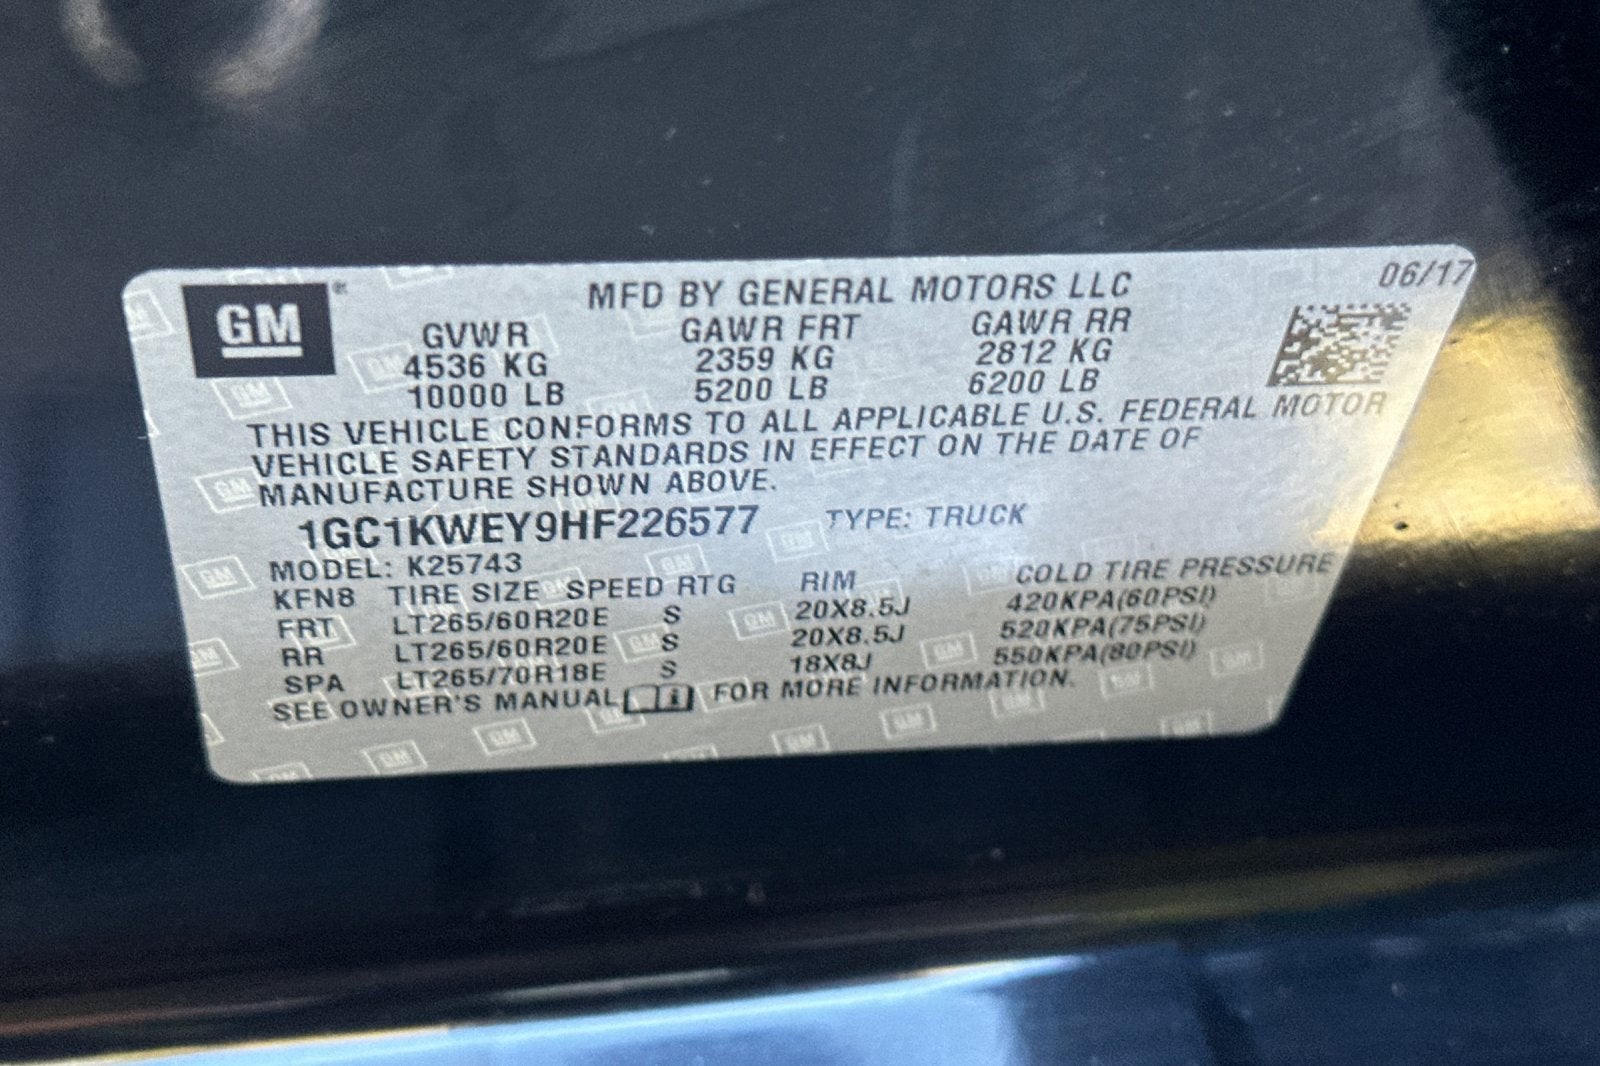 GM
MFD BY GENERAL MOTORS LLC 06/17
GVWR GAWR FRT GAWR RR
4536 KG 2359 KG 2812 KG
10000 LB 5200 LB 6200 LB
THIS VEHICLE CONFORMS TO ALL APPLICABLE U.S. FEDERAL MOTOR
VEHICLE SAFETY STANDARDS IN EFFECT ON THE DATE OF
MANUFACTURE SHOWN ABOVE.
1GC1KWEY9HF226577 TYPE: TRUCK
MODEL: K25743
KFN8 TIRE SIZE SPEED RTG RIM COLD TIRE PRESSURE
FRT LT265/60R20E S 20X8.5J 420KPA(60PSI)
RR LT265/60R20E S 20X8.5J 520KPA(75PSI)
SPA LT265/70R18E S 18X8J 550KPA(80PSI)
SEE OWNER'S MANUAL FOR MORE INFORMATION.